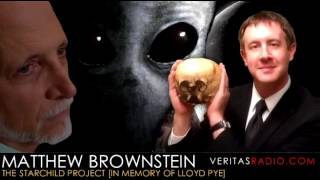 MATTHEW BROWNSTEIN
VERITASRADIO.COM
THE STARCHILD PROJECT [IN MEMORY OF LLOYD PYE]